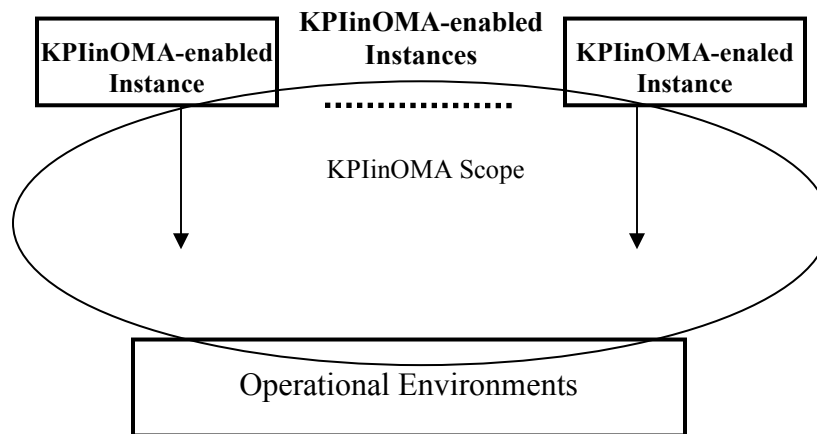 KPIinOMA-enabled
Instances
KPIinOMA-enabled
Instance
KPIinOMA-enaled
Instance
KPIinOMA Scope
Operational Environments